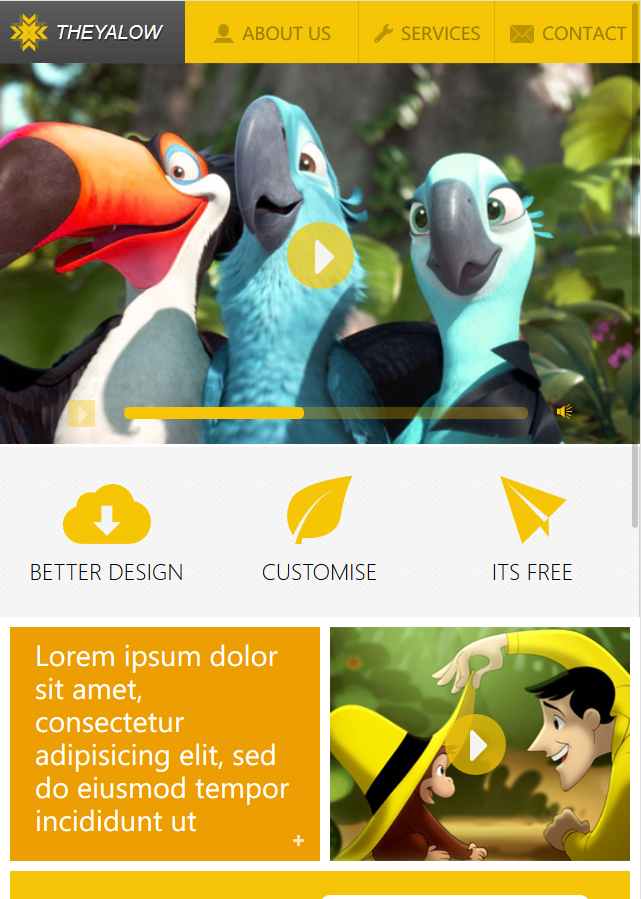 THEYALOW
ABOUT US
SERVICES
CONTACT
BETTER DESIGN
CUSTOMISE
ITS FREE
Lorem ipsum dolor
sit amet,
consectetur
adipisicing elit, sed
do eiusmod tempor
incididunt ut